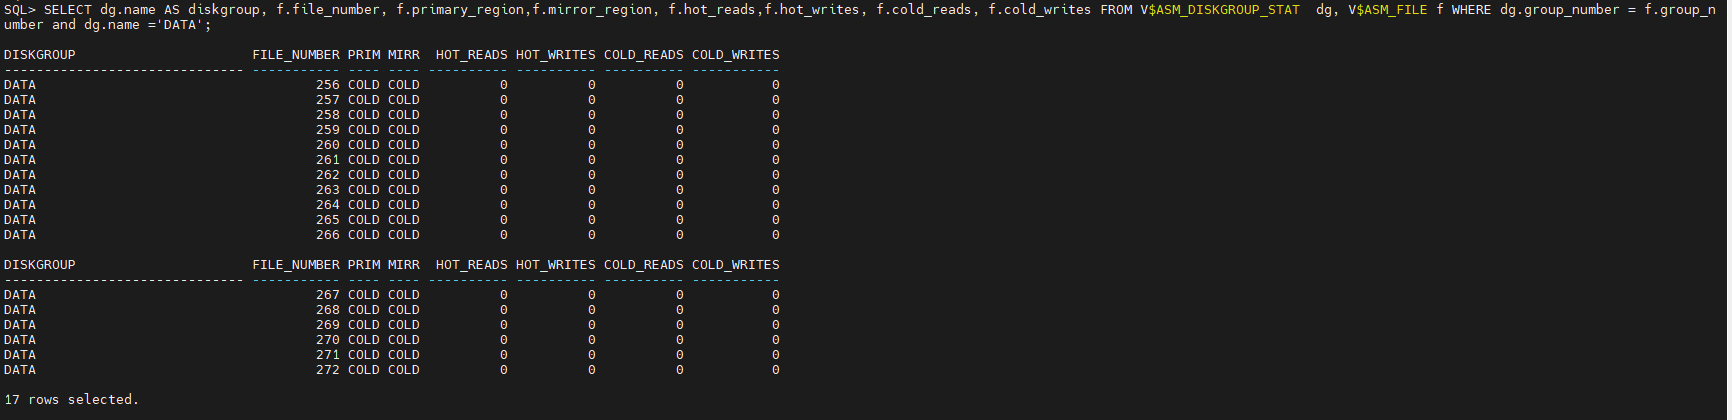 SQL> SELECT dg.name AS diskgroup, f.file_number, f.primary_region,f.mirror_region, f.hot_reads,f.hot_writes, f.cold_reads, f.cold_writes FROM V$ASM_DISKGROUP_STAT  dg, V$ASM_FILE f WHERE dg.group_number = f.group_n
umber and dg.name ='DATA';
DISKGROUP                      FILE_NUMBER PRIM MIRR  HOT_READS HOT_WRITES COLD_READS COLD_WRITES
------------------------------ ----------- ---- ---- ---------- ---------- ---------- -----------
DATA                                   256 COLD COLD          0          0          0           0
DATA                                   257 COLD COLD          0          0          0           0
DATA                                   258 COLD COLD          0          0          0           0
DATA                                   259 COLD COLD          0          0          0           0
DATA                                   260 COLD COLD          0          0          0           0
DATA                                   261 COLD COLD          0          0          0           0
DATA                                   262 COLD COLD          0          0          0           0
DATA                                   263 COLD COLD          0          0          0           0
DATA                                   264 COLD COLD          0          0          0           0
DATA                                   265 COLD COLD          0          0          0           0
DATA                                   266 COLD COLD          0          0          0           0
DISKGROUP                      FILE_NUMBER PRIM MIRR  HOT_READS HOT_WRITES COLD_READS COLD_WRITES
------------------------------ ----------- ---- ---- ---------- ---------- ---------- -----------
DATA                                   267 COLD COLD          0          0          0           0
DATA                                   268 COLD COLD          0          0          0           0
DATA                                   269 COLD COLD          0          0          0           0
DATA                                   270 COLD COLD          0          0          0           0
DATA                                   271 COLD COLD          0          0          0           0
DATA                                   272 COLD COLD          0          0          0           0
17 rows selected.